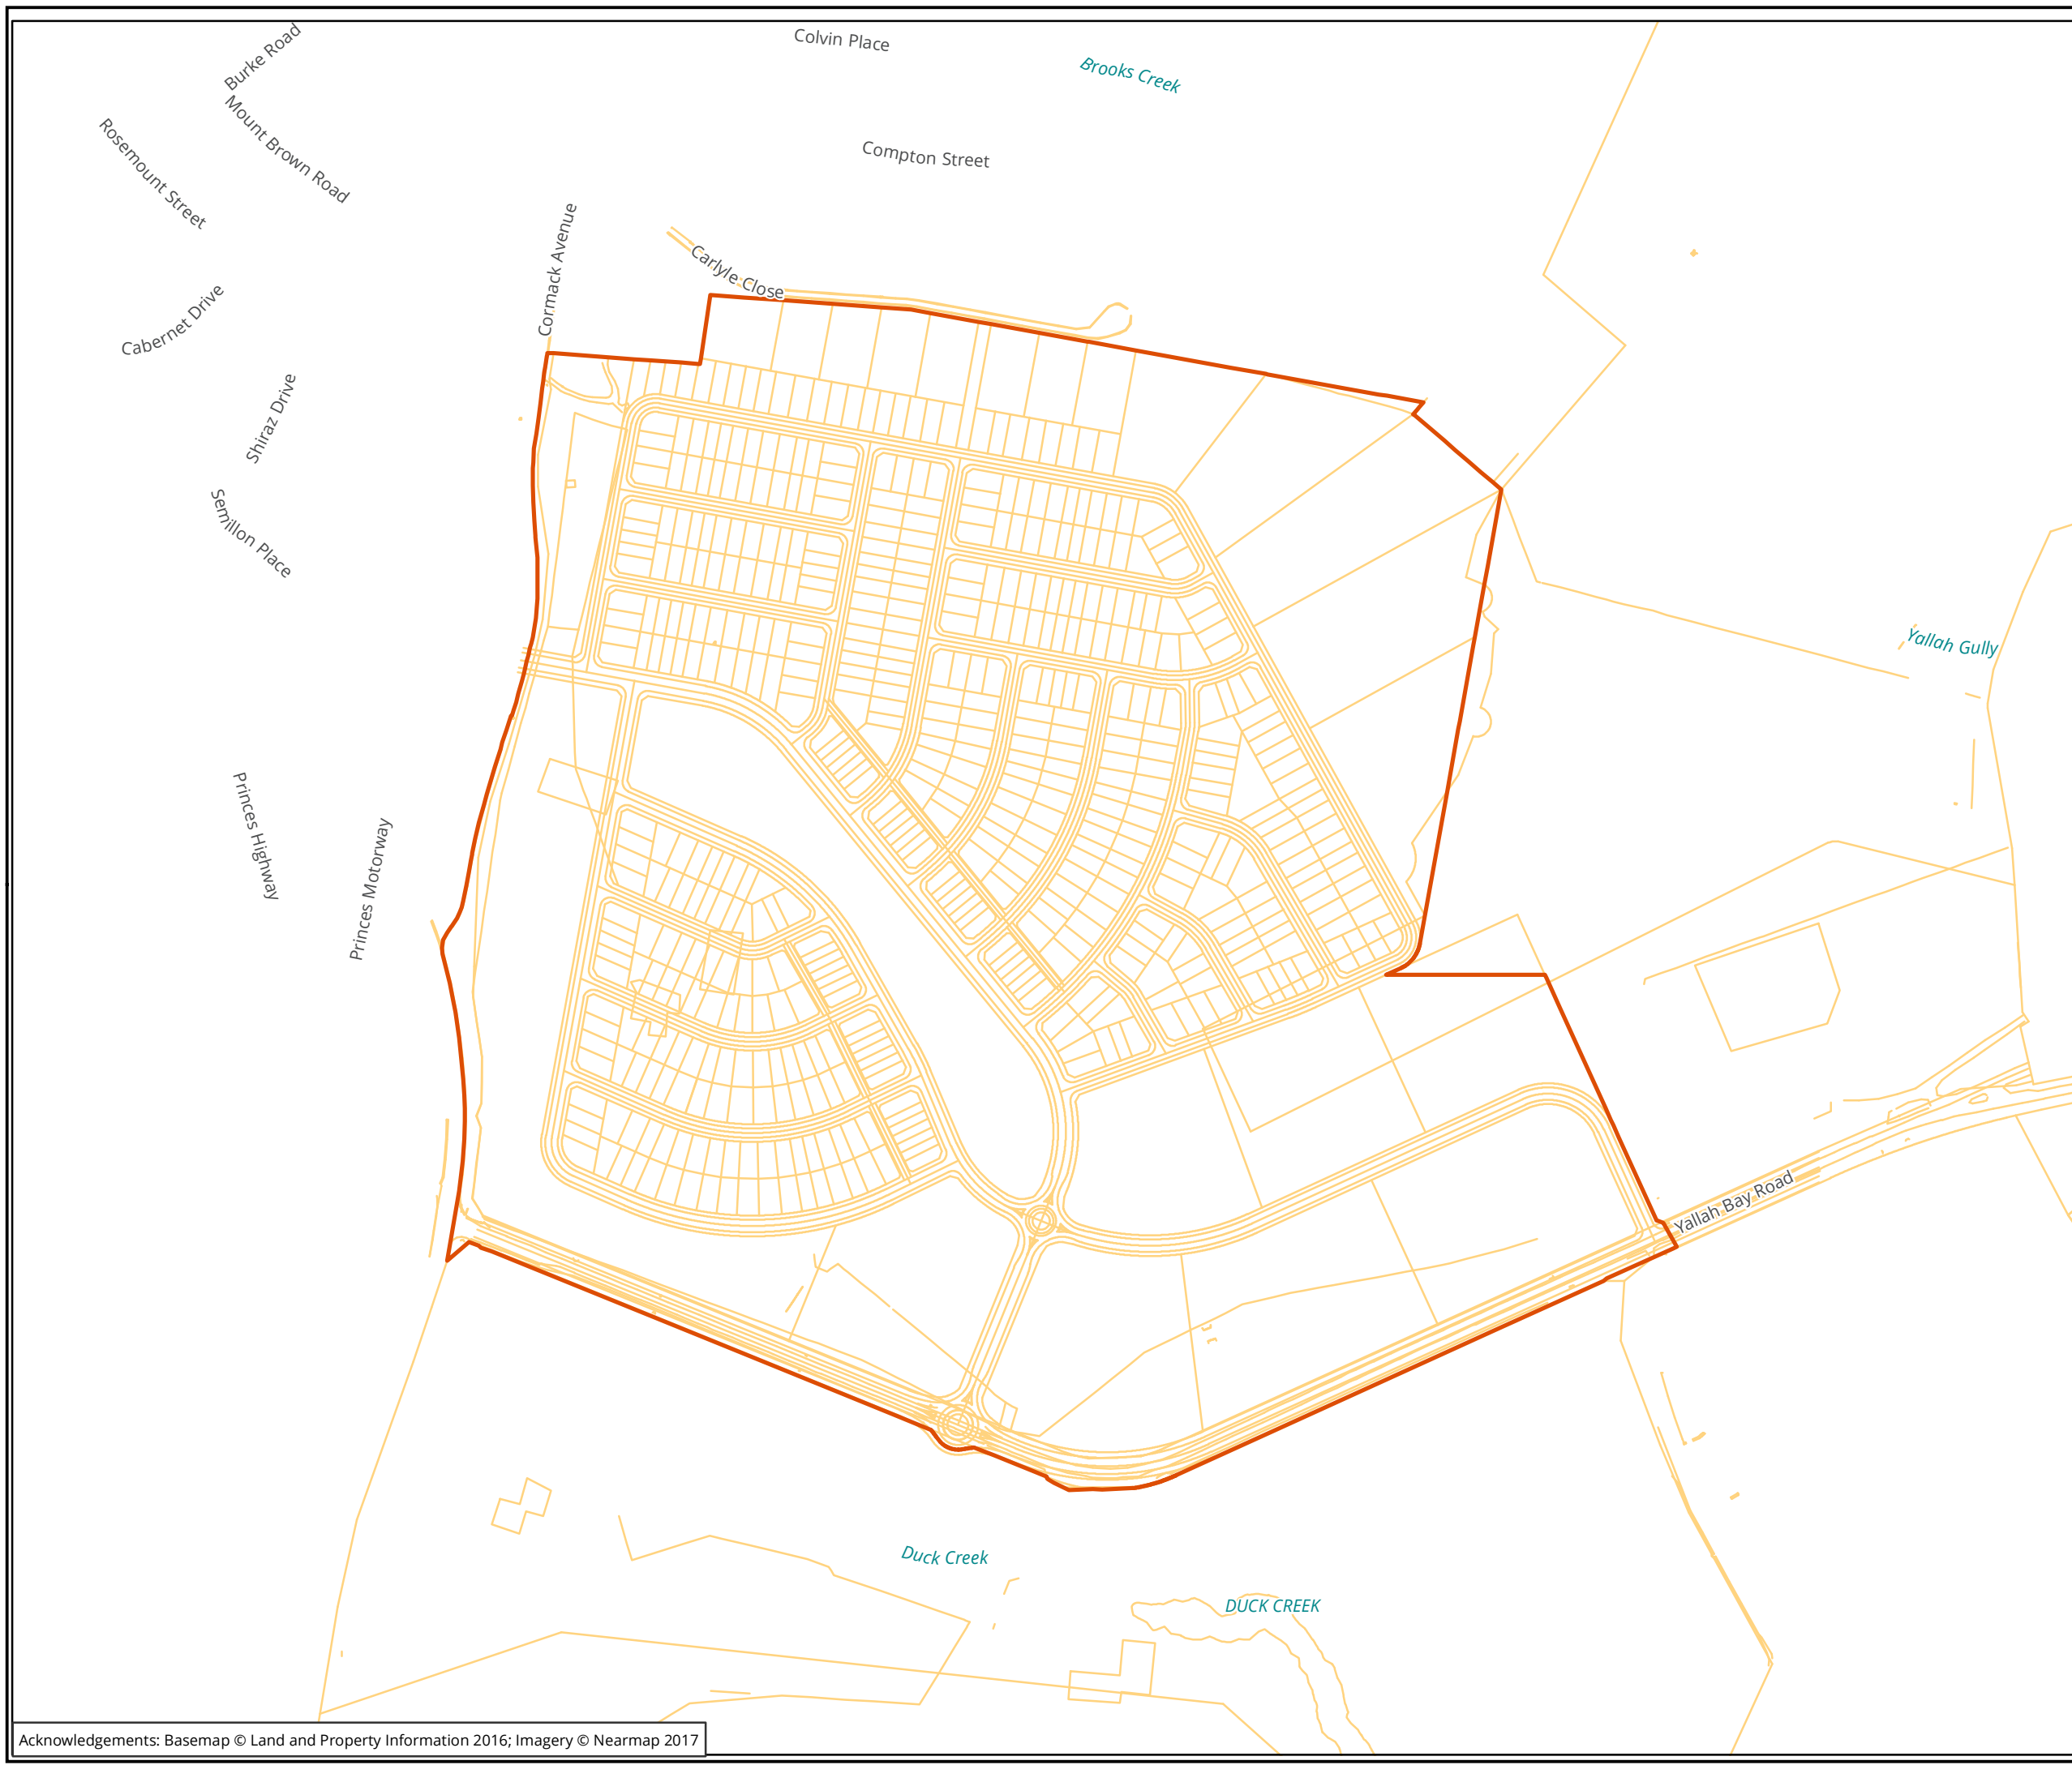 Burke Road
Colvin Place
Brooks Creek
Mount Brown Road
Rosemount Street
Compton Street
Cormack Avenue
Carlyle Close
Cabernet Drive
Shiraz Drive
Semillon Place
Yallah Gully
Princes Highway
Princes Motorway
Yallah Bay Road
Duck Creek
DUCK CREEK
Acknowledgements: Basemap © Land and Property Information 2016; Imagery © Nearmap 2017